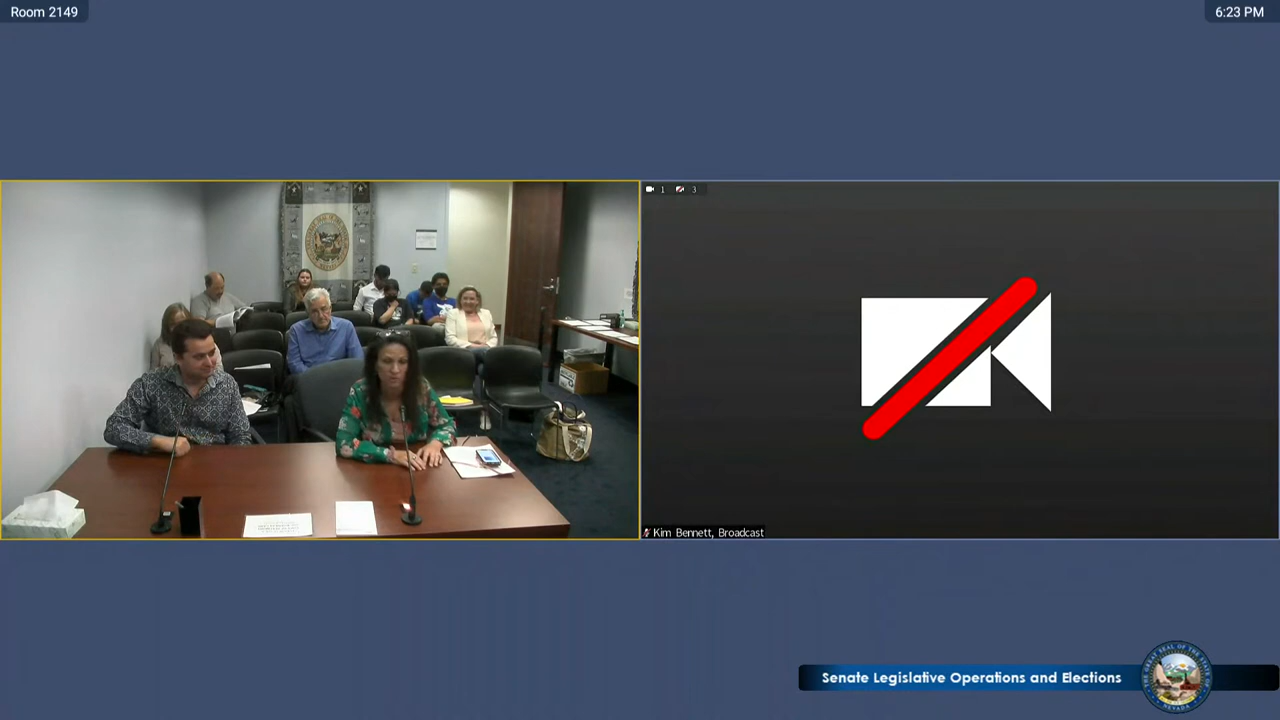 Room 2149
6:23 PM
1 3
Kim Bennett, Broadcast
Senate Legislative Operations and Elections